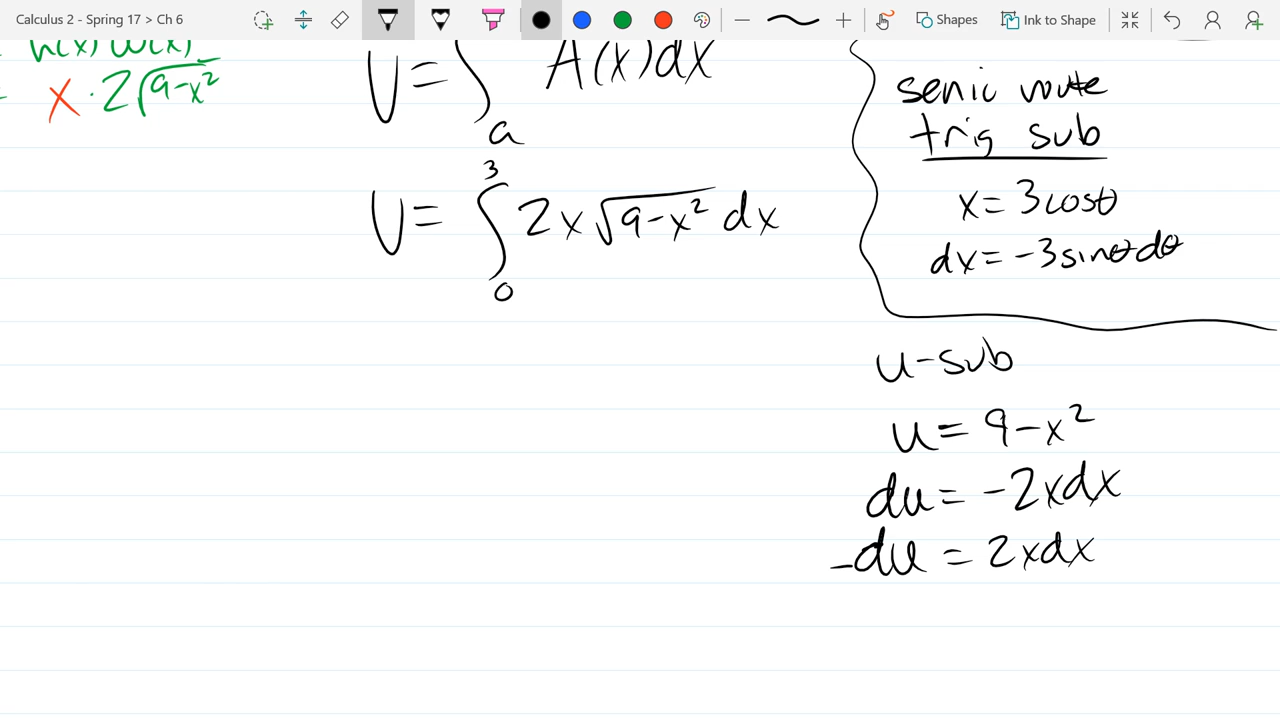 Calculus 2 - Spring 17 > Ch 6
Shapes
Ink to Shape
h(x) w(x)
x · 2√(9-x²)
V = ∫ₐ A(x) dx
V = ∫₀³ 2x √(9-x²) dx
senic route
trig sub
x = 3cosθ
dx = -3sinθdθ
u-sub
u = 9-x²
du = -2xdx
-du = 2xdx